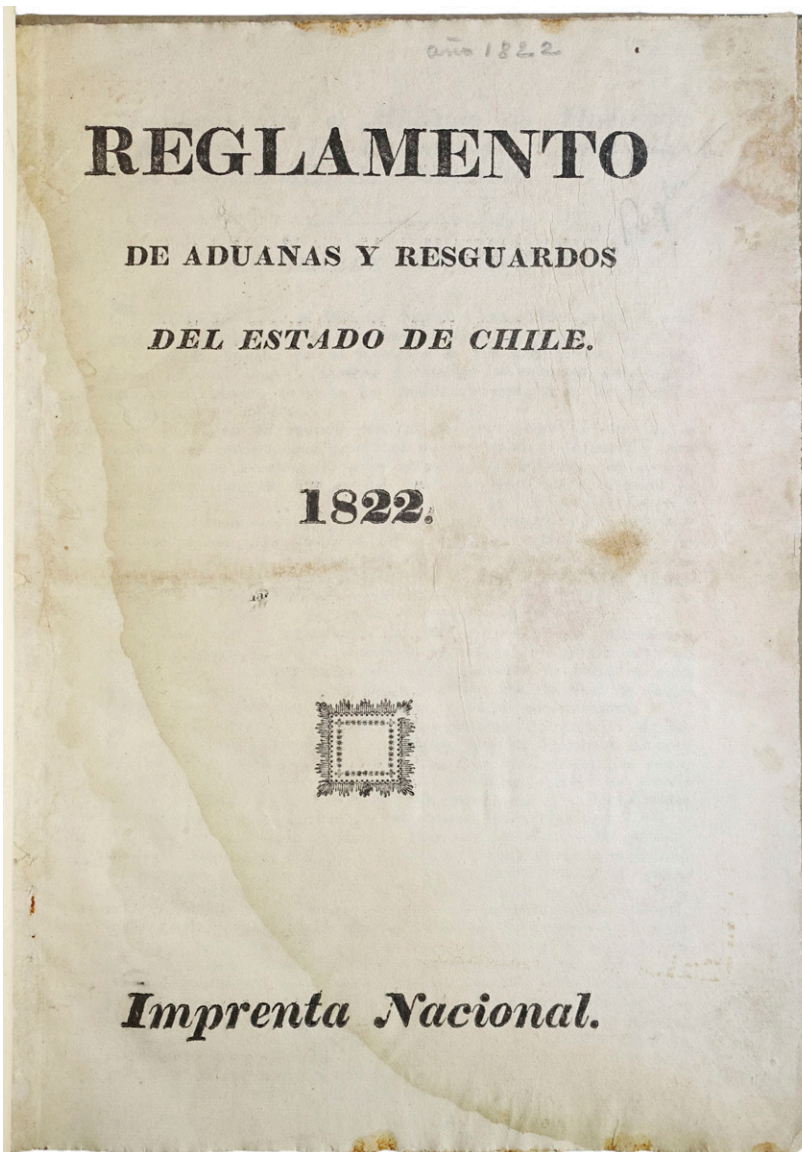 año 1822
REGLAMENTO
DE ADUANAS Y RESGUARDOS
DEL ESTADO DE CHILE.
1822.
Imprenta Nacional.